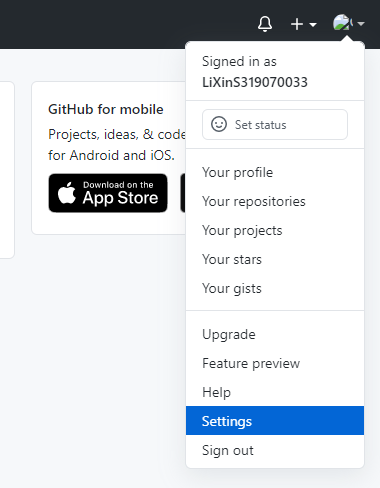 Signed in as
LiXinS319070033
Set status
Your profile
Your repositories
Your projects
Your stars
Your gists
Upgrade
Feature preview
Help
Settings
Sign out
GitHub for mobile
Projects, ideas, & code
for Android and iOS.
Download on the
App Store